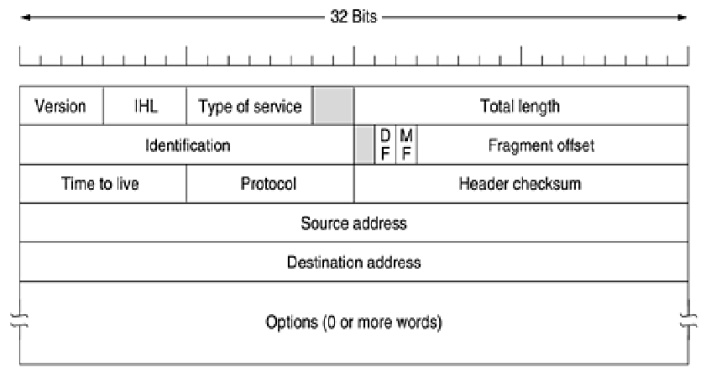 32 Bits
Version IHL Type of service Total length
Identification D F M F Fragment offset
Time to live Protocol Header checksum
Source address
Destination address
Options (0 or more words)